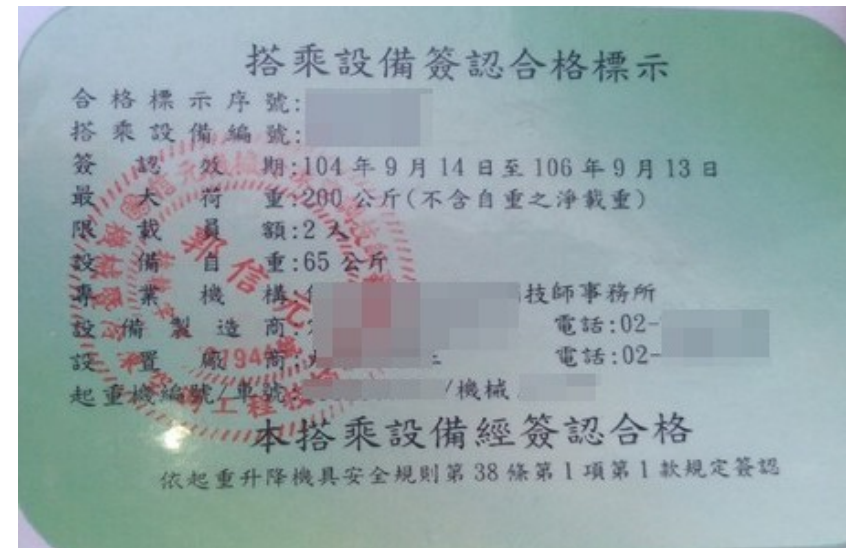 搭乘設備簽認合格標示
合格標示序號:
搭乘設備編號:
簽認效期:104年9月14日至106年9月13日
最大荷重:200公斤(不含自重之淨載重)
限載員額:2人
設備自重:65公斤
專業機構: 技師事務所
設備製造商: 電話:02-
設置廠商: 電話:02-
起重機編號/車號: /機械
本搭乘設備經簽認合格
依起重升降機具安全規則第38條第1項第1款規定簽認
郭信元